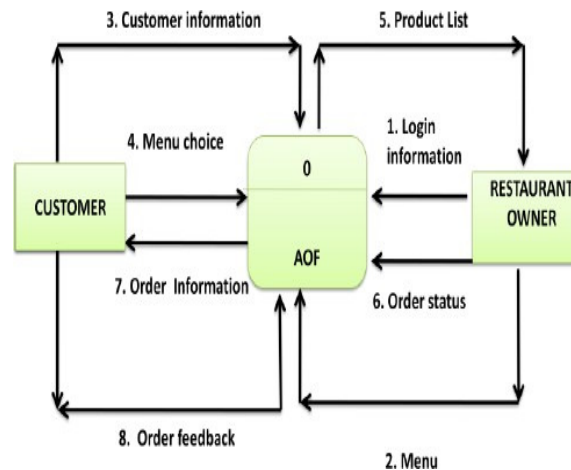 3. Customer information
5. Product List
4. Menu choice
1. Login
information
0
CUSTOMER
RESTAURANT
OWNER
AOF
7. Order Information
6. Order status
8. Order feedback
2. Menu